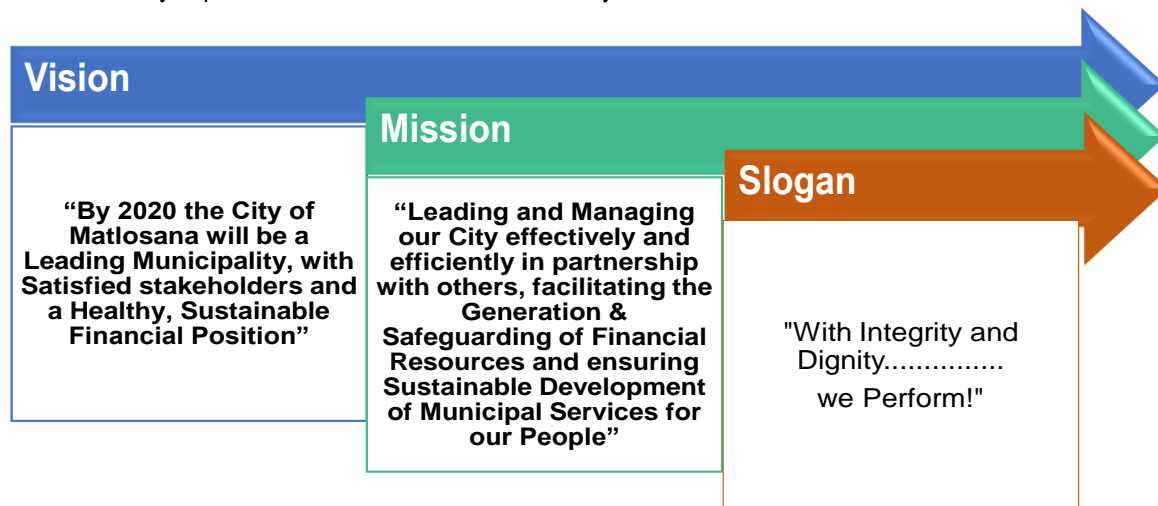 Vision
“By 2020 the City of
Matlosana will be a
Leading Municipality, with
Satisfied stakeholders and
a Healthy, Sustainable
Financial Position”
Mission
“Leading and Managing
our City effectively and
efficiently in partnership
with others, facilitating the
Generation &
Safeguarding of Financial
Resources and ensuring
Sustainable Development
of Municipal Services for
our People”
Slogan
"With Integrity and
Dignity...............
we Perform!"